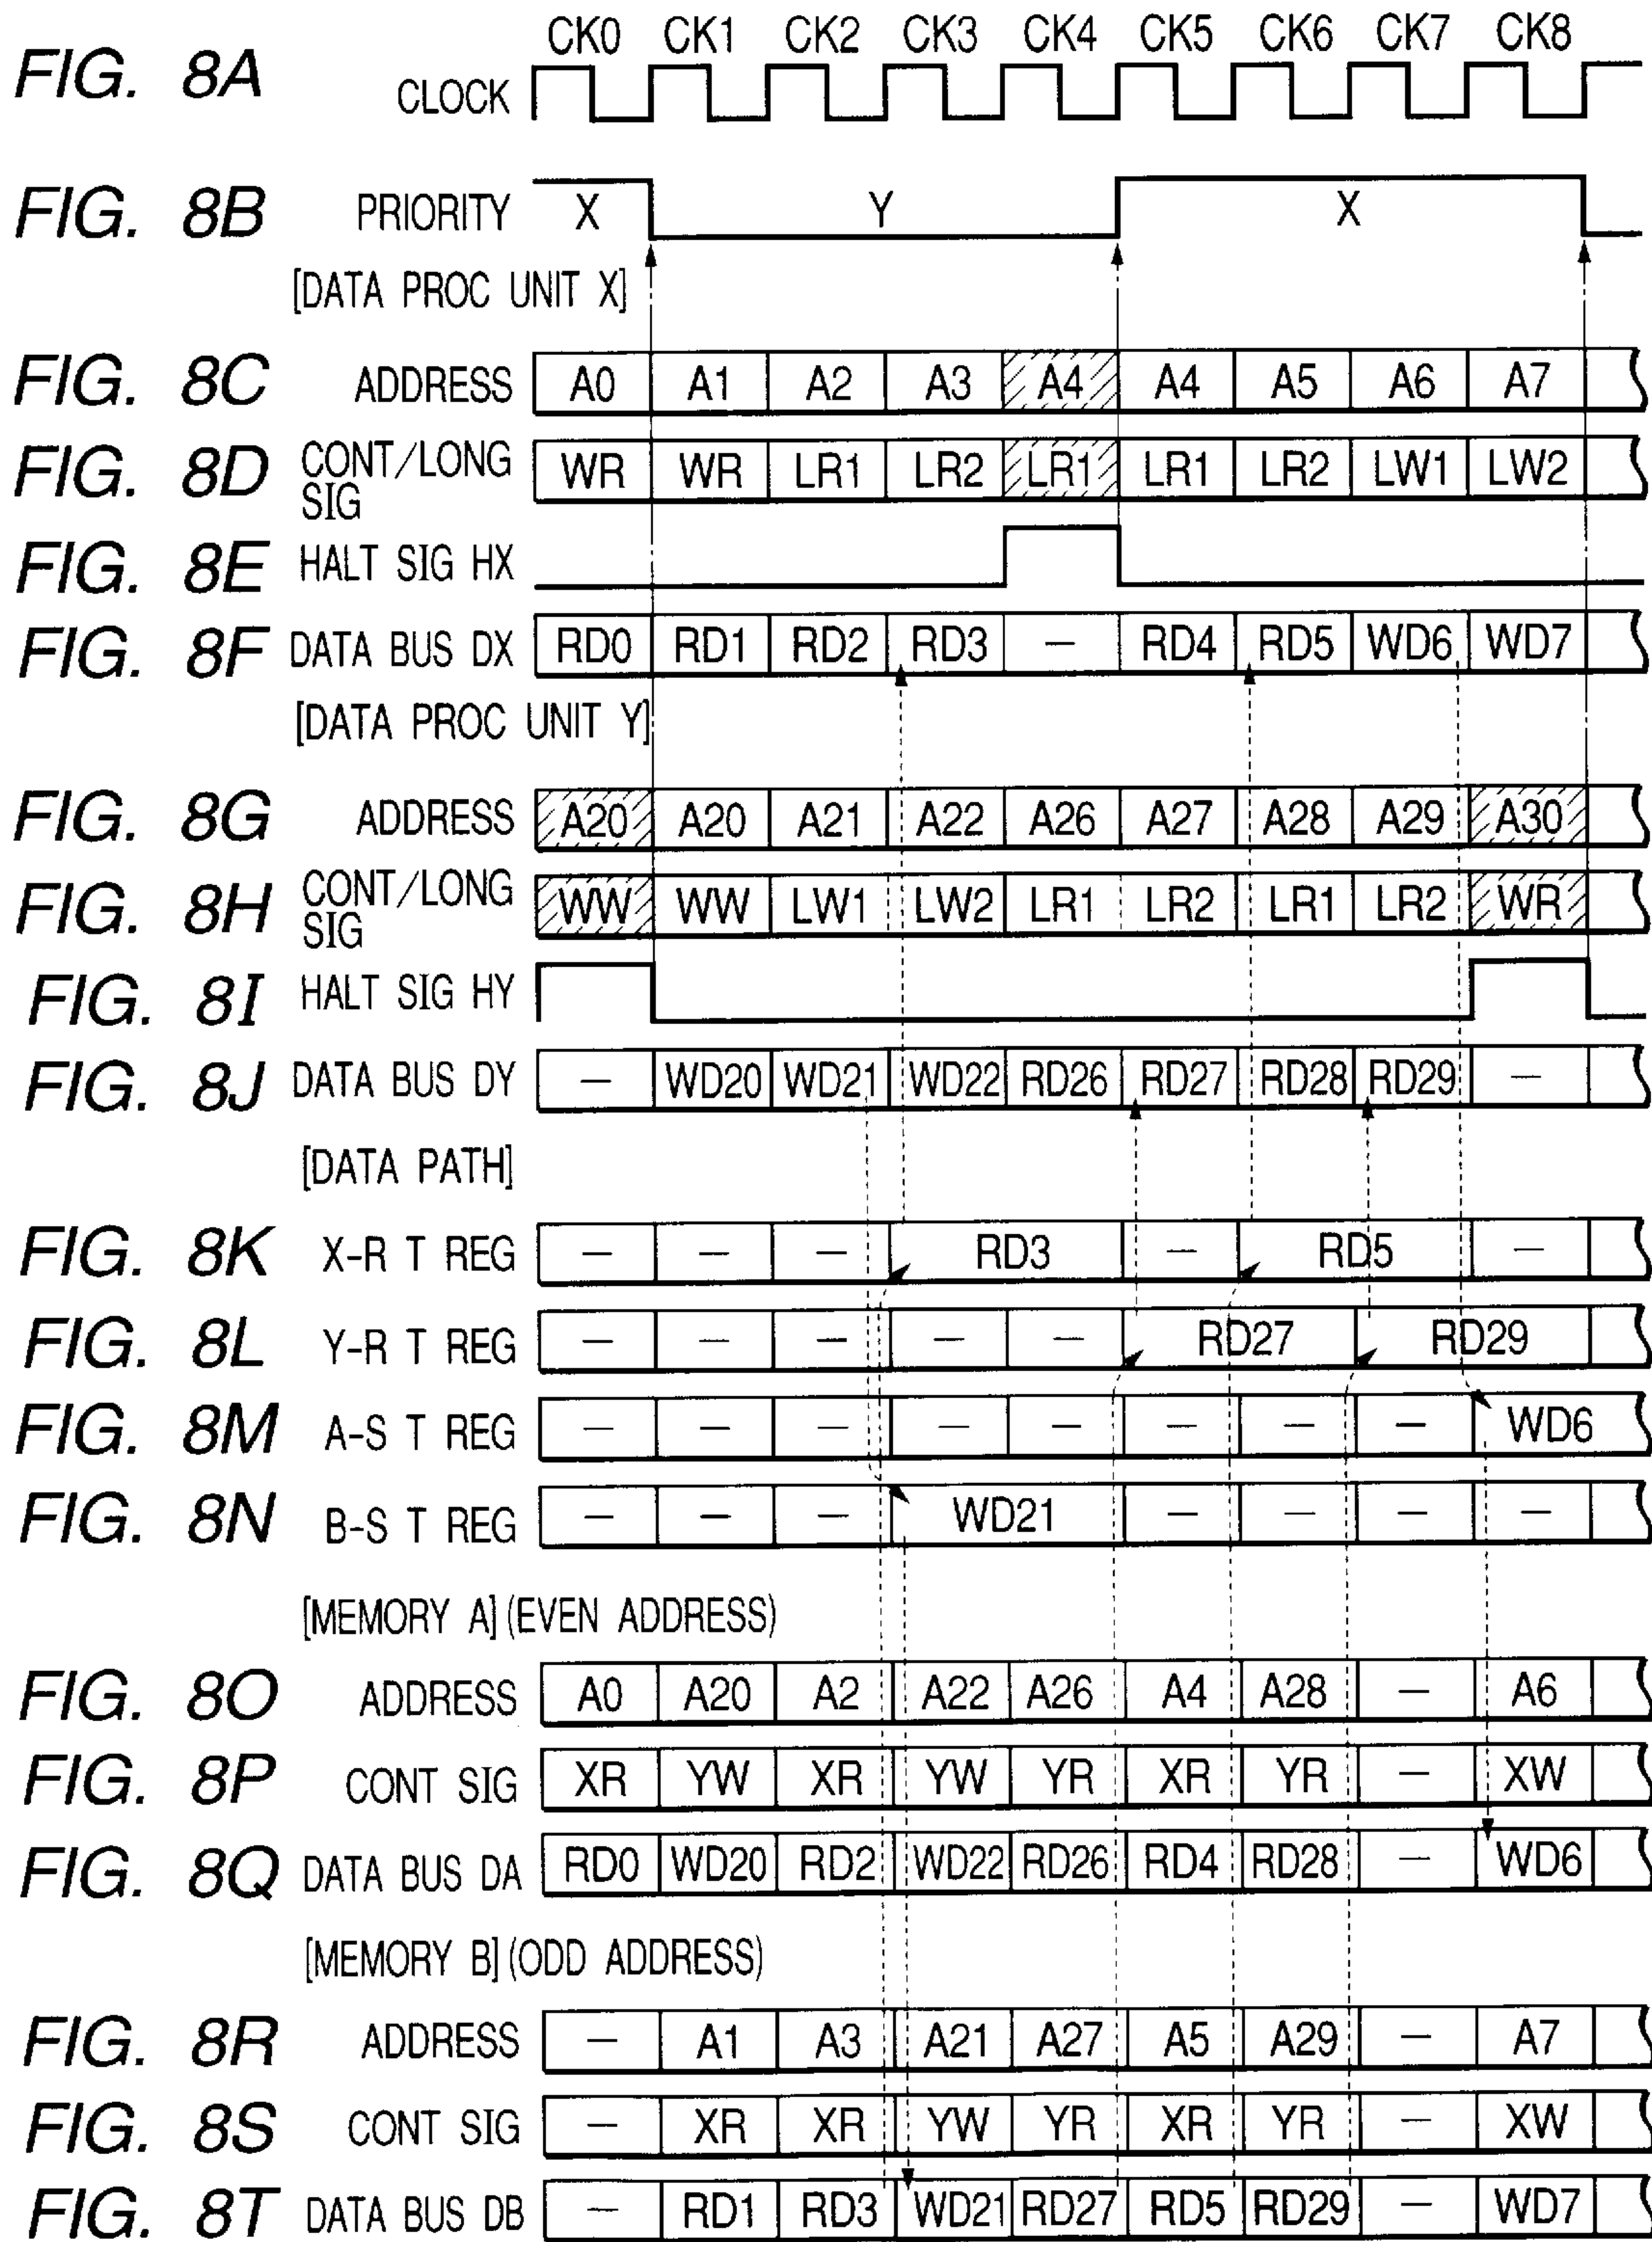 CK0 CK1 CK2 CK3 CK4 CK5 CK6 CK7 CK8
FIG. 8A CLOCK
FIG. 8B PRIORITY X Y X
[DATA PROC UNIT X]
FIG. 8C ADDRESS A0 A1 A2 A3 A4 A4 A5 A6 A7
FIG. 8D CONT/LONG SIG WR WR LR1 LR2 LR1 LR1 LR2 LW1 LW2
FIG. 8E HALT SIG HX
FIG. 8F DATA BUS DX RD0 RD1 RD2 RD3 – RD4 RD5 WD6 WD7
[DATA PROC UNIT Y]
FIG. 8G ADDRESS A20 A20 A21 A22 A26 A27 A28 A29 A30
FIG. 8H CONT/LONG SIG WW WW LW1 LW2 LR1 LR2 LR1 LR2 WR
FIG. 8I HALT SIG HY
FIG. 8J DATA BUS DY – WD20 WD21 WD22 RD26 RD27 RD28 RD29 –
[DATA PATH]
FIG. 8K X-R T REG – – – RD3 – RD5 –
FIG. 8L Y-R T REG – – – – – RD27 RD29
FIG. 8M A-S T REG – – – – – – – – WD6
FIG. 8N B-S T REG – – – WD21 – – – –
[MEMORY A] (EVEN ADDRESS)
FIG. 8O ADDRESS A0 A20 A2 A22 A26 A4 A28 – A6
FIG. 8P CONT SIG XR YW XR YW YR XR YR – XW
FIG. 8Q DATA BUS DA RD0 WD20 RD2 WD22 RD26 RD4 RD28 – WD6
[MEMORY B] (ODD ADDRESS)
FIG. 8R ADDRESS – A1 A3 A21 A27 A5 A29 – A7
FIG. 8S CONT SIG – XR XR YW YR XR YR – XW
FIG. 8T DATA BUS DB – RD1 RD3 WD21 RD27 RD5 RD29 – WD7